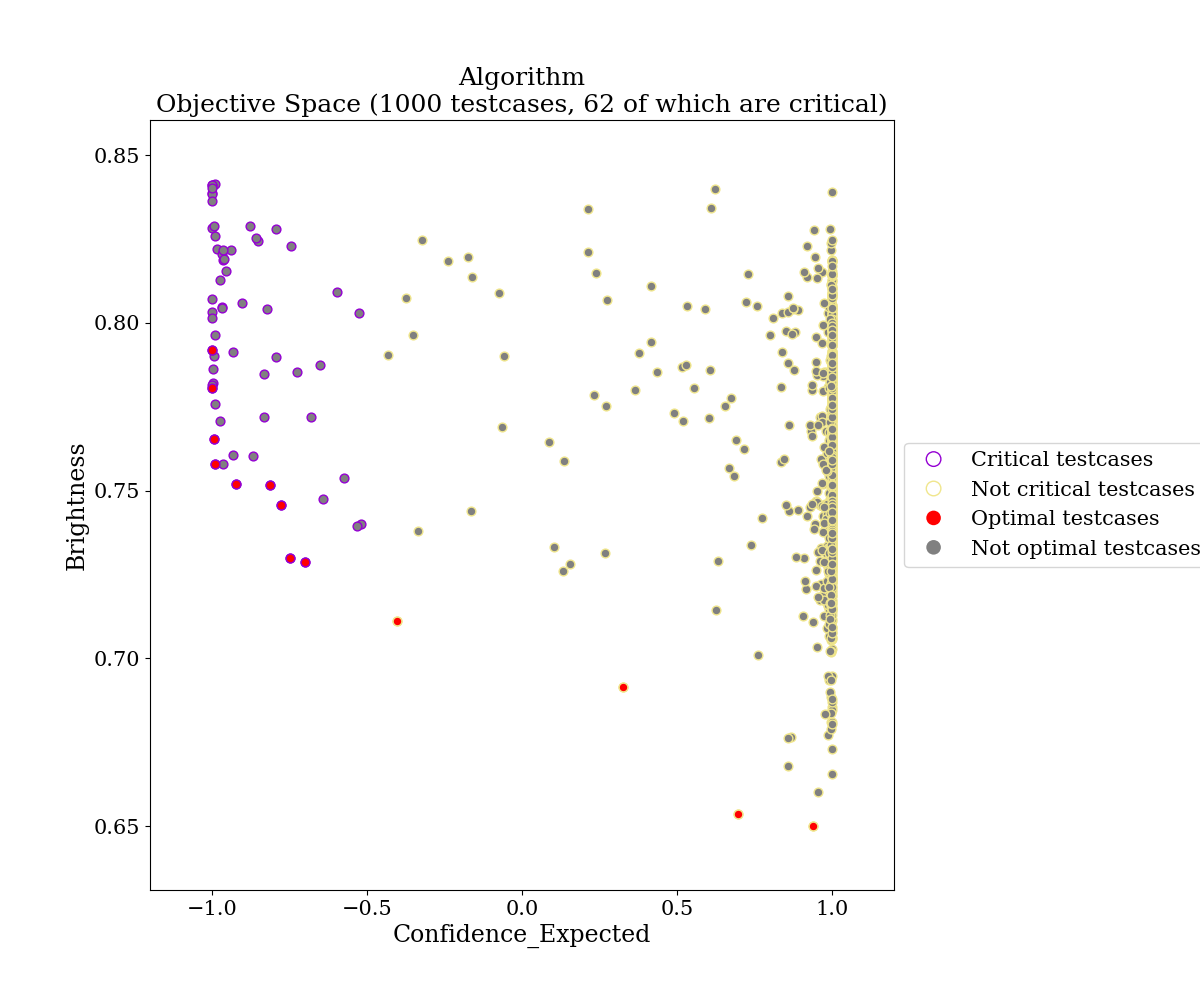 Algorithm
Objective Space (1000 testcases, 62 of which are critical)
0.85
0.80
0.75
0.70
0.65
Brightness
−1.0
−0.5
0.0
0.5
1.0
Confidence_Expected
Critical testcases
Not critical testcases
Optimal testcases
Not optimal testcases